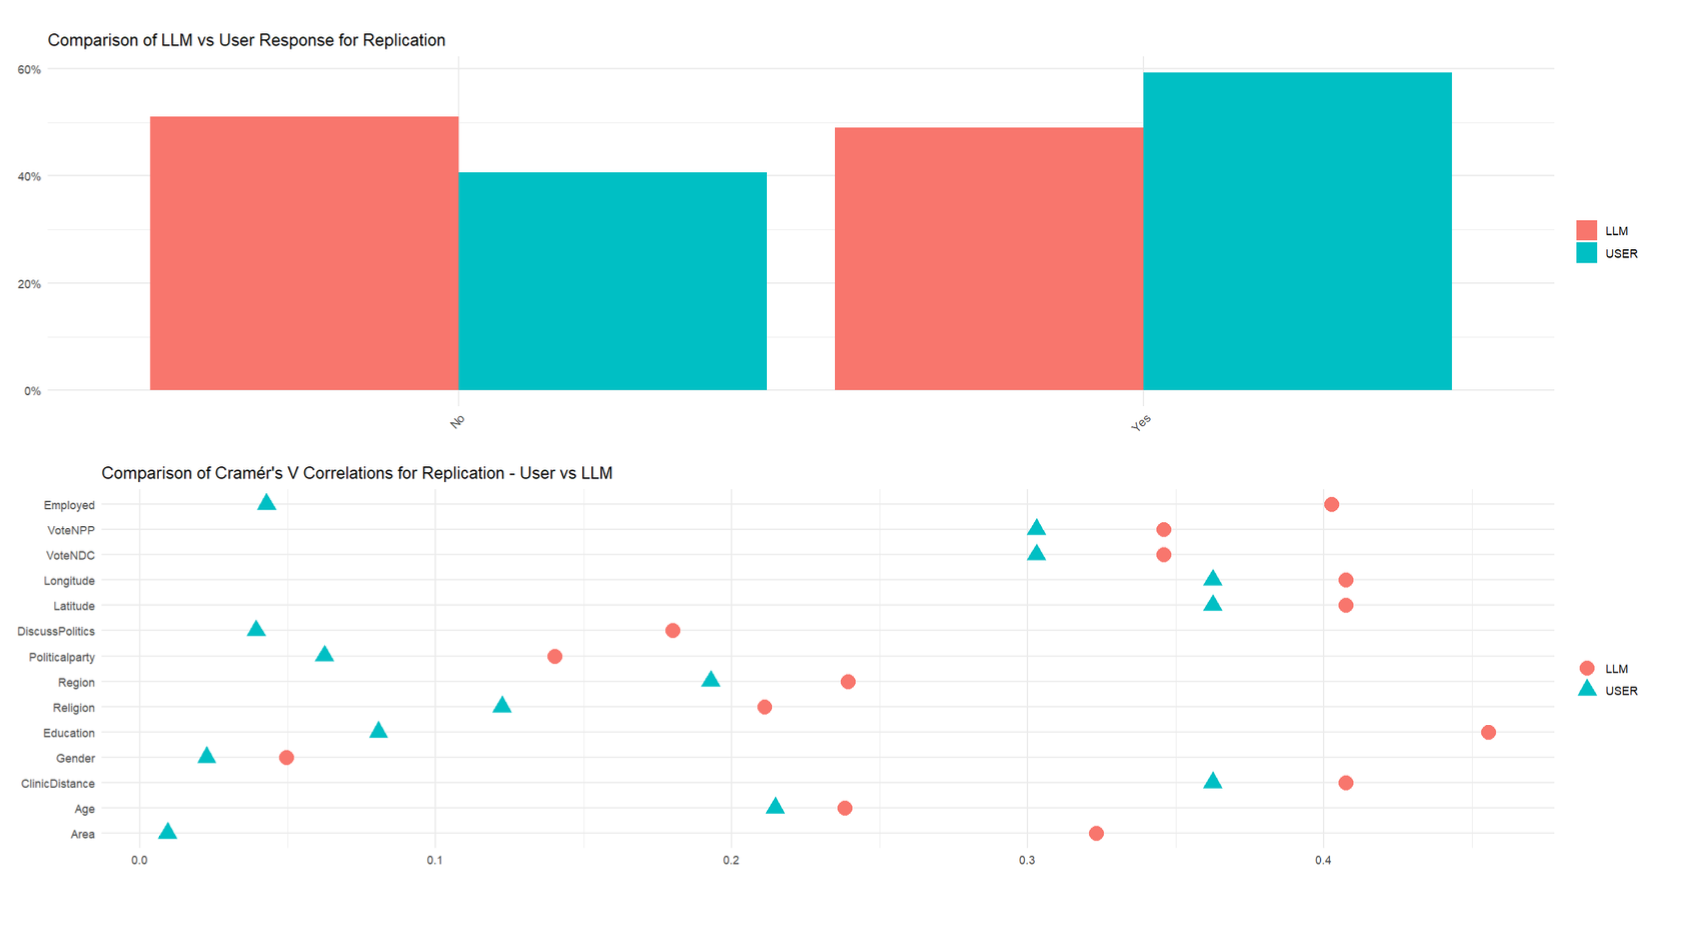 Comparison of LLM vs User Response for Replication
60%
40%
20%
0%
No
Yes
LLM
USER
Comparison of Cramér's V Correlations for Replication - User vs LLM
Employed
VoteNPP
VoteNDC
Longitude
Latitude
DiscussPolitics
Politicalparty
Region
Religion
Education
Gender
ClinicDistance
Age
Area
0.0
0.1
0.2
0.3
0.4
LLM
USER